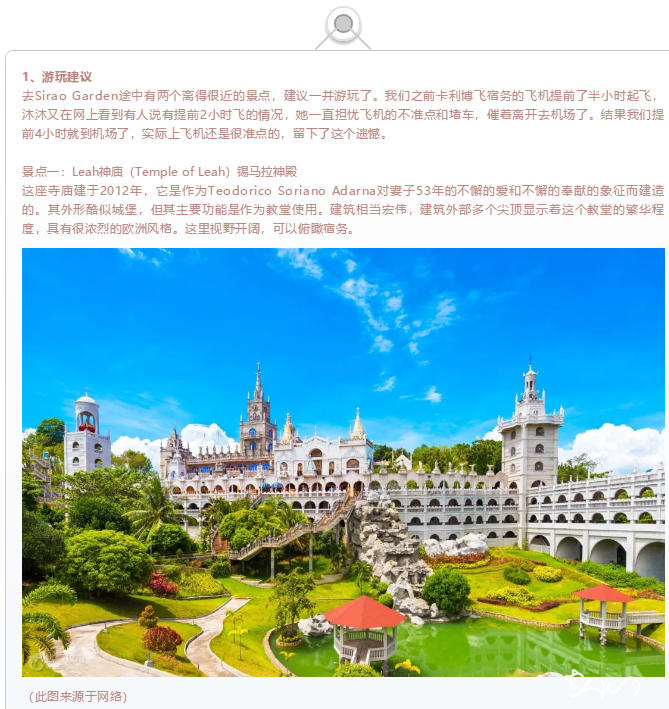 1、游玩建议
去Sirao Garden途中有两个离得很近的景点，建议一并游玩了。我们之前卡利博飞宿务的飞机提前了半小时起飞，
沐沐又在网上看到有人说有提前2小时飞的情况，她一直担忧飞机的不准点和堵车，催着离开去机场了。结果我们提
前4小时就到机场了，实际上飞机还是很准点的，留下了这个遗憾。
景点一：Leah神庙（Temple of Leah）锡马拉神殿
这座寺庙建于2012年，它是作为Teodorico Soriano Adarna对妻子53年的不懈的爱和不懈的奉献的象征而建造
的。其外形酷似城堡，但其主要功能是作为教堂使用。建筑相当宏伟，建筑外部多个尖顶显示着这个教堂的繁华程
度，具有很浓烈的欧洲风格。这里视野开阔，可以俯瞰宿务。
（此图来源于网络）